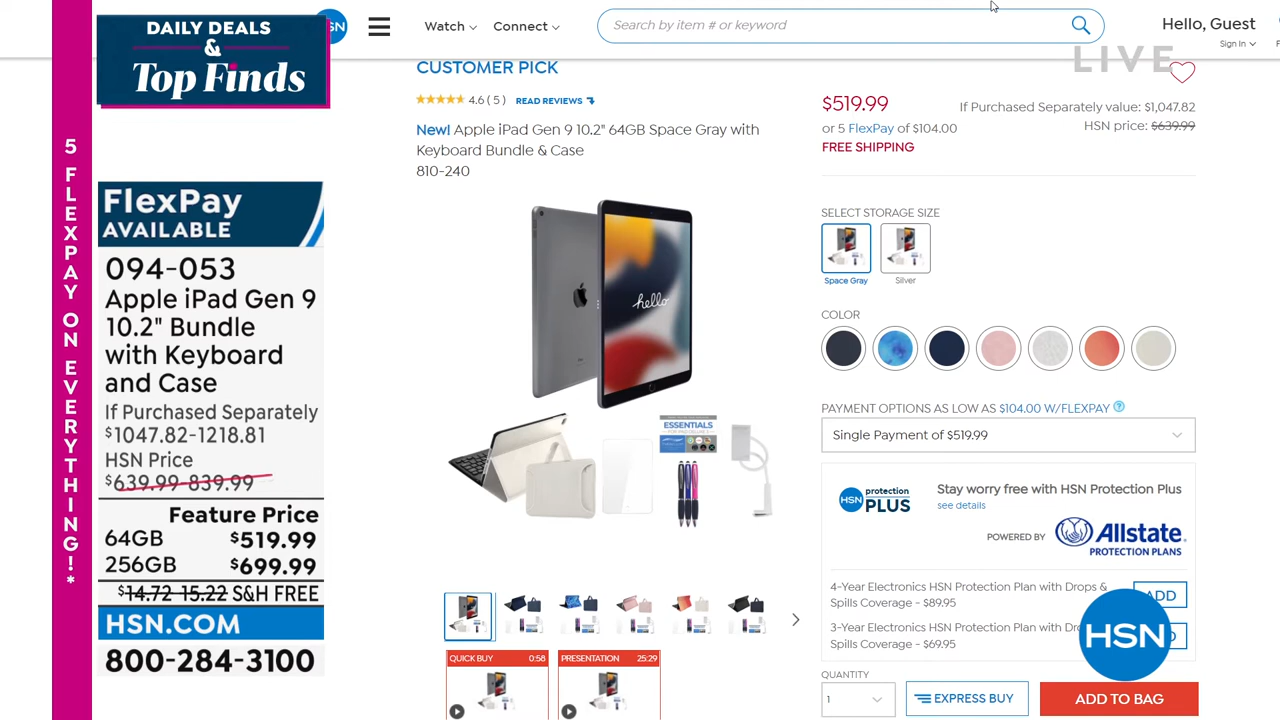 DAILY DEALS
&
Top Finds
5 FLEXPAY ON EVERYTHING!*
FlexPay
AVAILABLE
094-053
Apple iPad Gen 9
10.2" Bundle
with Keyboard
and Case
If Purchased Separately
$1047.82-1218.81
HSN Price
$639.99-839.99
Feature Price
64GB $519.99
256GB $699.99
$14.72-15.22 S&H FREE
HSN.COM
800-284-3100
Watch
Connect
Search by item # or keyword
Hello, Guest
Sign In
LIVE
CUSTOMER PICK
4.6 ( 5 ) READ REVIEWS
New! Apple iPad Gen 9 10.2" 64GB Space Gray with
Keyboard Bundle & Case
810-240
hello
ESSENTIALS
QUICK BUY 0:58
PRESENTATION 25:29
$519.99
If Purchased Separately value: $1,047.82
or 5 FlexPay of $104.00
HSN price: $639.99
FREE SHIPPING
SELECT STORAGE SIZE
Space Gray
Silver
COLOR
PAYMENT OPTIONS AS LOW AS $104.00 W/FLEXPAY ?
Single Payment of $519.99
HSN protection PLUS
Stay worry free with HSN Protection Plus
see details
POWERED BY Allstate
PROTECTION PLANS
4-Year Electronics HSN Protection Plan with Drops &
Spills Coverage - $89.95
ADD
3-Year Electronics HSN Protection Plan with
Spills Coverage - $69.95
HSN
QUANTITY
1
EXPRESS BUY
ADD TO BAG